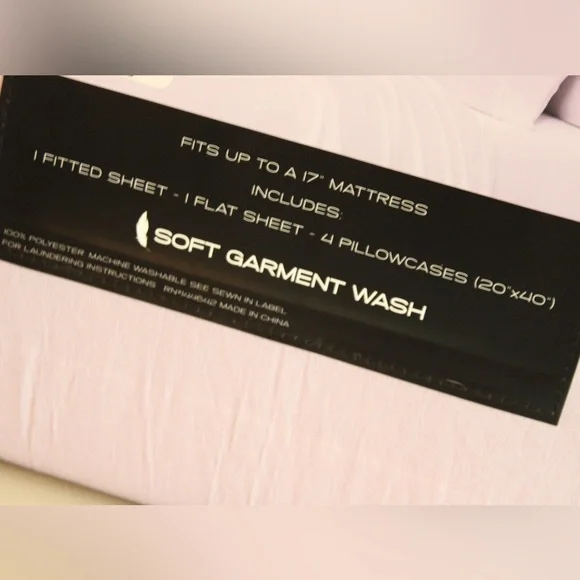 FITS UP TO A 17" MATTRESS
INCLUDES:
1 FITTED SHEET - 1 FLAT SHEET - 4 PILLOWCASES (20"x40")
SOFT GARMENT WASH
100% POLYESTER MACHINE WASHABLE SEE SEWN IN LABEL
FOR LAUNDERING INSTRUCTIONS MADE IN CHINA